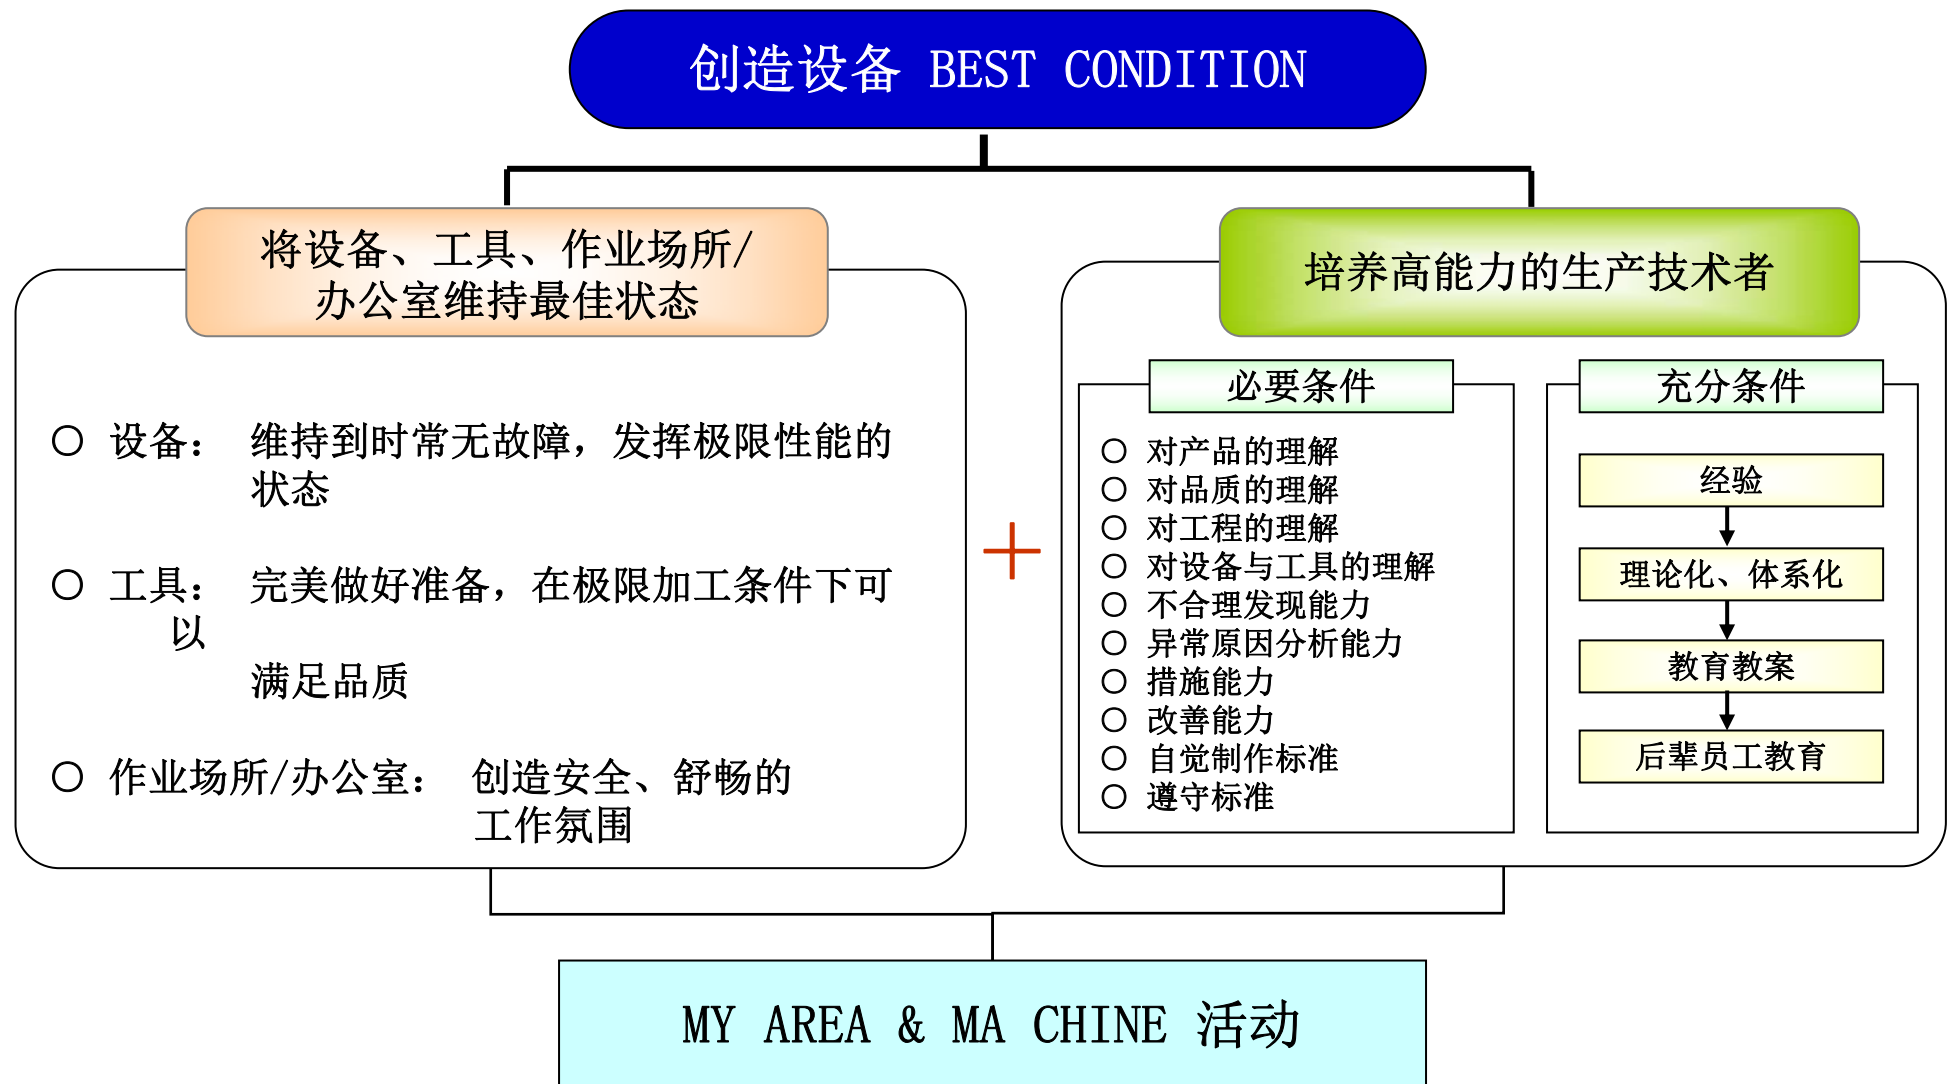 创造设备 BEST CONDITION
将设备、工具、作业场所/
办公室维持最佳状态
○ 设备： 维持到时常无故障，发挥极限性能的
状态
○ 工具： 完美做好准备，在极限加工条件下可
以
满足品质
○ 作业场所/办公室： 创造安全、舒畅的
工作氛围
+
培养高能力的生产技术者
必要条件
○ 对产品的理解
○ 对品质的理解
○ 对工程的理解
○ 对设备与工具的理解
○ 不合理发现能力
○ 异常原因分析能力
○ 措施能力
○ 改善能力
○ 自觉制作标准
○ 遵守标准
充分条件
经验
理论化、体系化
教育教案
后辈员工教育
MY AREA & MA CHINE 活动